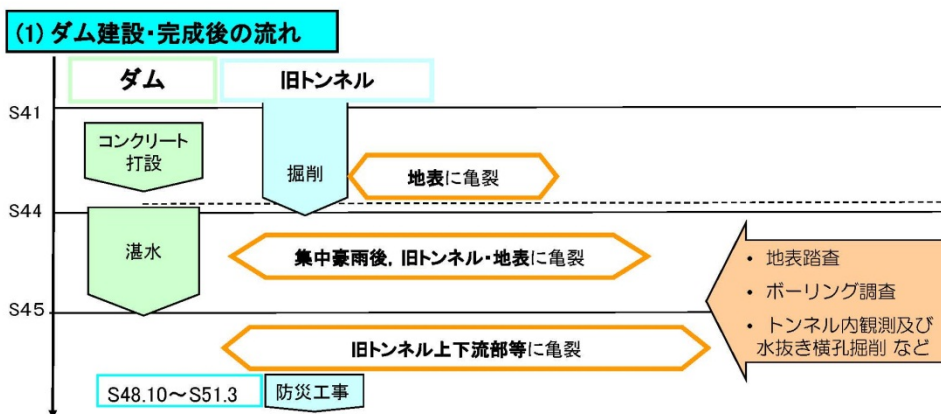 (1) ダム建設・完成後の流れ
ダム
旧トンネル
S41
コンクリート
打設
掘削
地表に亀裂
S44
湛水
集中豪雨後，旧トンネル・地表に亀裂
• 地表踏査
• ボーリング調査
• トンネル内観測及び
水抜き横孔掘削 など
S45
旧トンネル上下流部等に亀裂
S48.10～S51.3
防災工事